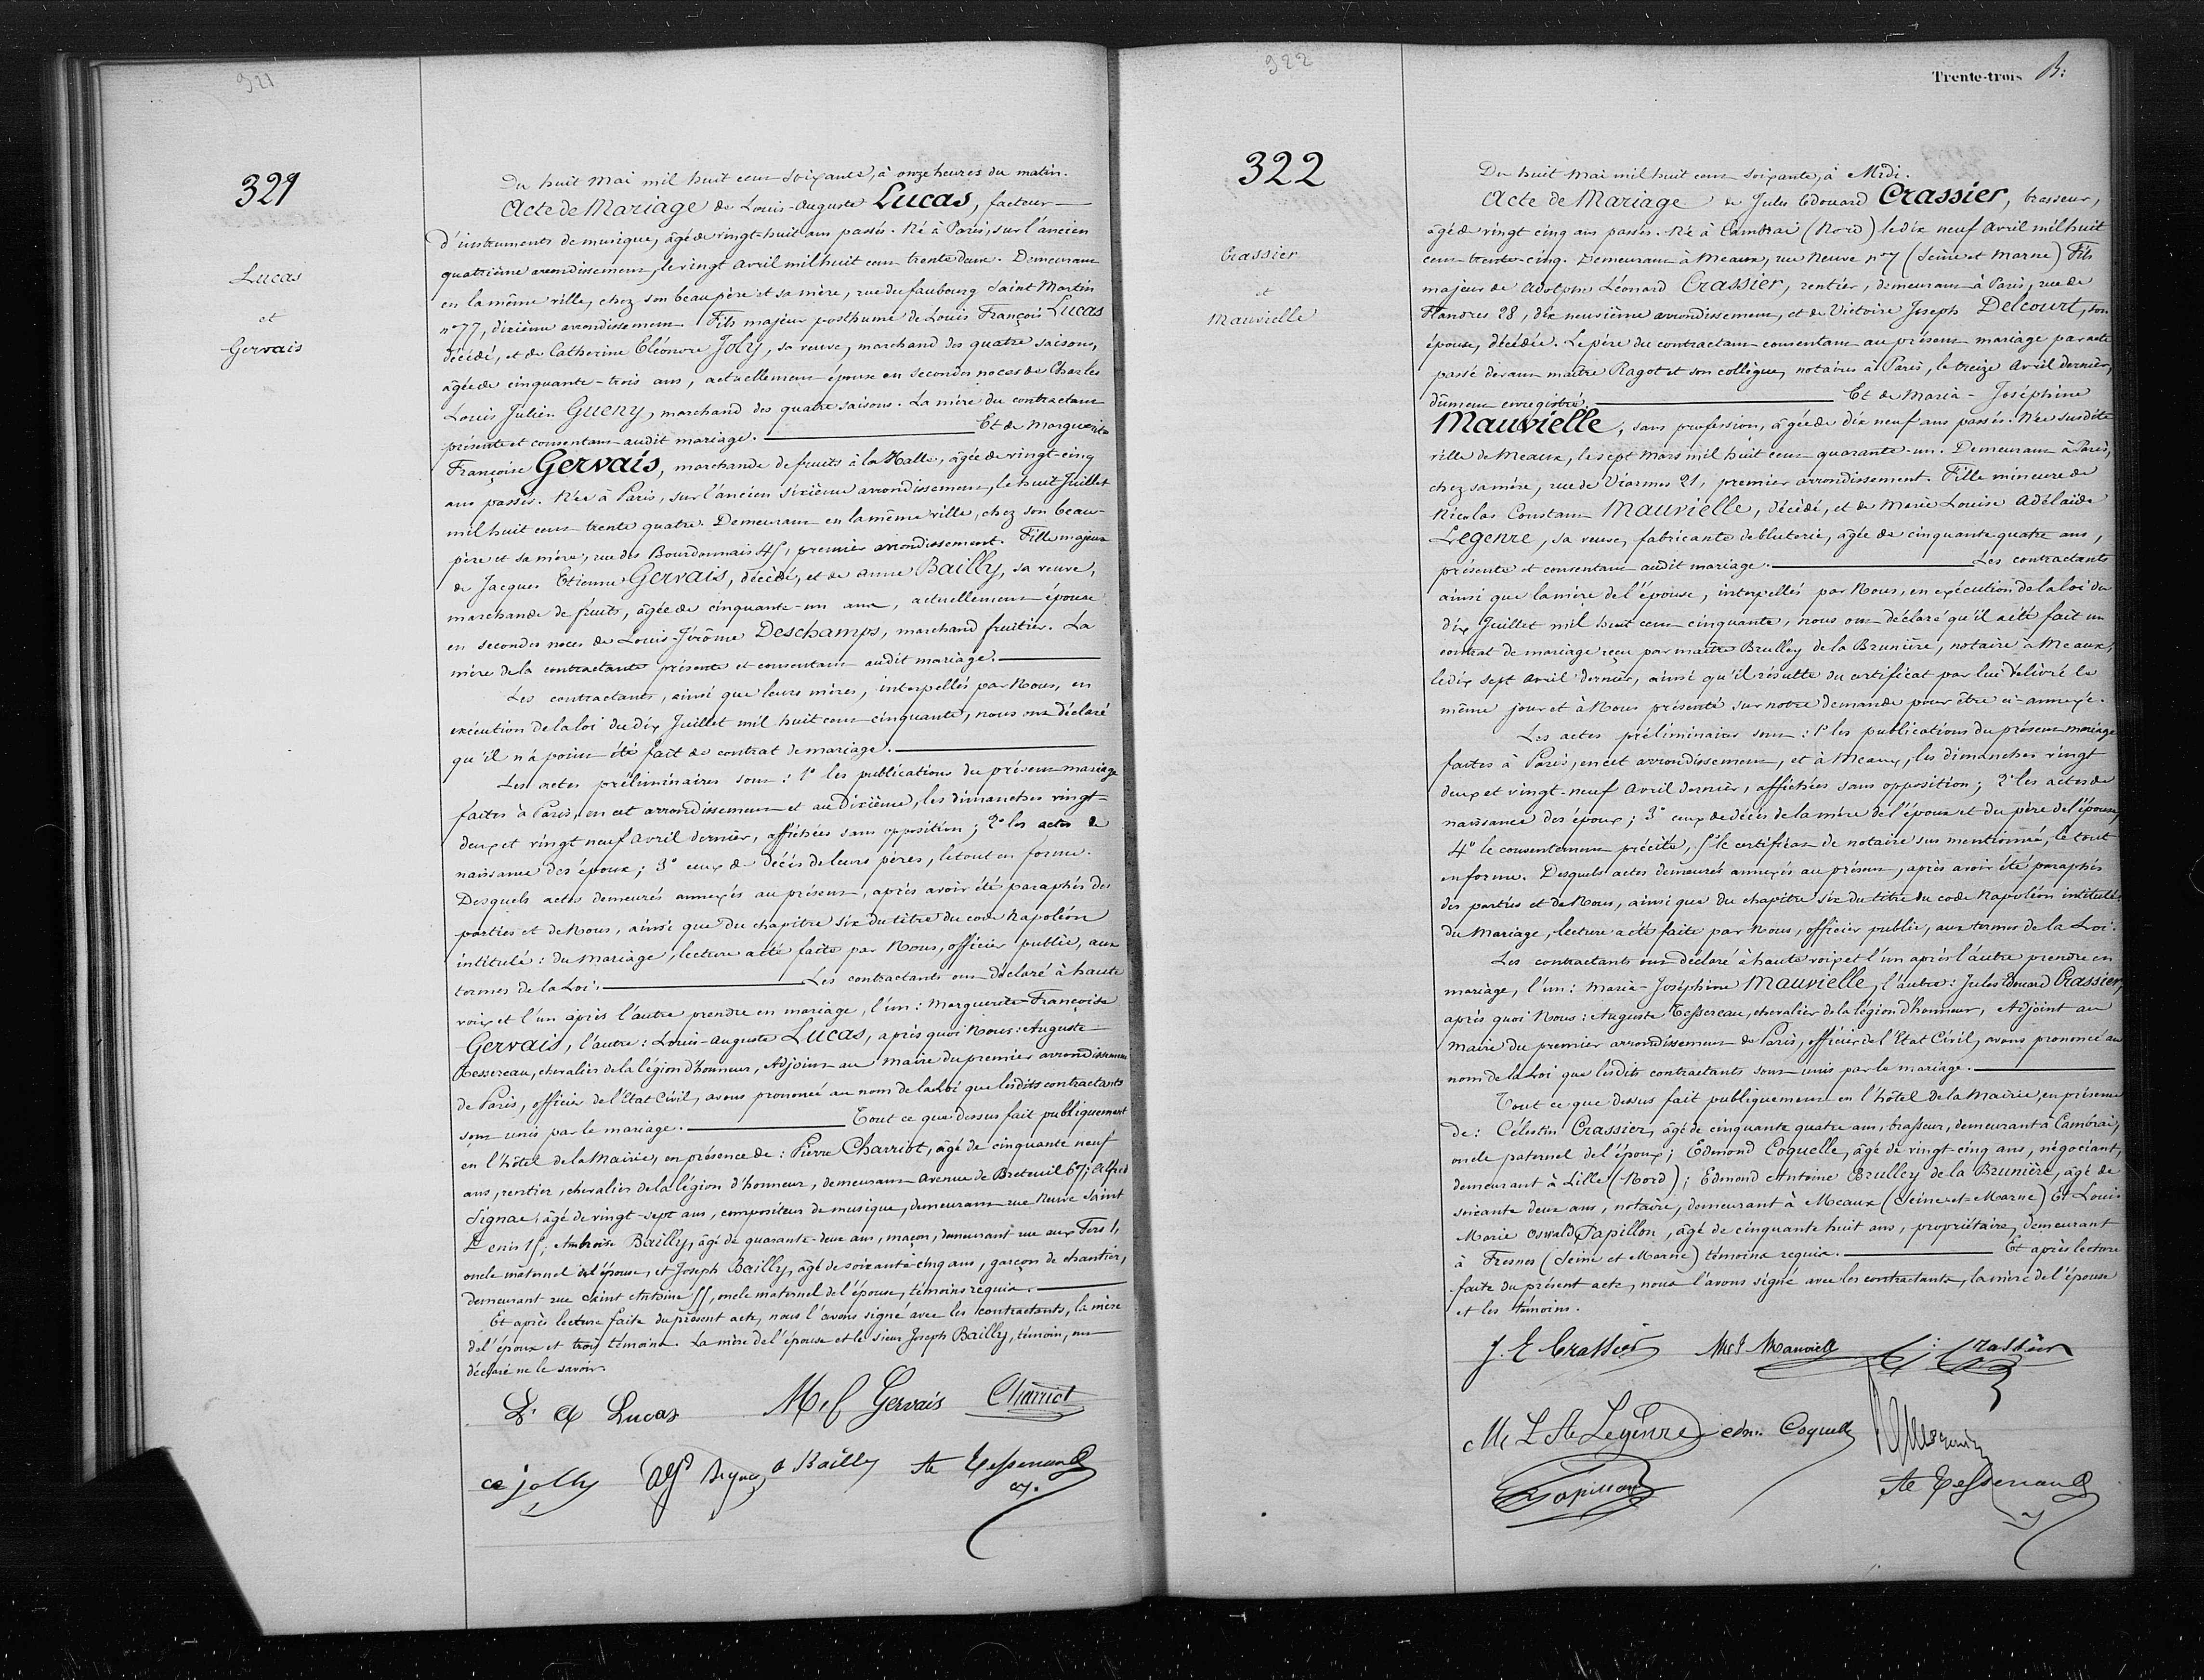 321
321
Lucas
et
Gervais
Du huit Mai mil huit cent soixante, à onze heures du matin.
Acte de Mariage de Louis-Auguste Lucas, facteur
d'instruments de musique, âgé de vingt-huit ans passés. Né à Paris, sur l'ancien
quatrième arrondissement, le vingt avril mil huit cent trente deux. Demeurant
en la même ville, chez son beau père et sa mère, rue du faubourg Saint Martin
n° 77, dixième arrondissement. Fils majeur posthume de Louis François Lucas
décédé, et de Catherine Eléonore Joly, sa veuve, marchand des quatre saisons,
âgée de cinquante-trois ans, actuellement épouse en secondes noces de Charles
Louis Julien Gueny, marchand des quatre saisons. La mère du contractant
présente et consentant audit mariage. Et de Marguerite
Françoise Gervais, marchande de fruits à la Halle, âgée de vingt-cinq
ans passés. Née à Paris, sur l'ancien sixième arrondissement, le huit Juillet
mil huit cent trente quatre. Demeurant en la même ville, chez son beau-
père et sa mère, rue des Bourdonnais 45, premier arrondissement. Fille majeure
de Jacques Etienne Gervais, décédé, et de Anne Bailly, sa veuve,
marchande de fruits, âgée de cinquante-un ans, actuellement épouse
en secondes noces de Louis-Jérôme Deschamps, marchand fruitier. La
mère de la contractante présente et consentant audit mariage.
Les contractants, ainsi que leurs mères, interpellés par Nous, en
exécution de la loi du dix Juillet mil huit cent cinquante, nous ont déclaré
qu'il n'a point été fait de contrat de mariage.
Les actes préliminaires sont : 1° les publications du présent mariage
faites à Paris, en cet arrondissement et au Dixième, les dimanches vingt-
deux et vingt neuf avril dernier, affichées sans opposition ; 2° les actes de
naissance des époux ; 3° ceux de décès de leurs pères, le tout en forme.
Desquels actes demeurés annexés au présent, après avoir été paraphés des
parties et de Nous, ainsi que du chapitre six du titre du code Napoléon
intitulé : du Mariage, lecture a été faite par Nous, officier public, aux
termes de la Loi. Les contractants ont déclaré à haute
voix et l'un après l'autre prendre en mariage, l'un : Marguerite Françoise
Gervais, l'autre : Louis-Auguste Lucas, après quoi Nous : Auguste
Tessereau, chevalier de la légion d'honneur, Adjoint au Maire du premier arrondissement
de Paris, officier de l'Etat Civil, avons prononcé au nom de la Loi que lesdits contractants
sont unis par le mariage. Tout ce que dessus fait publiquement
en l'hôtel de la Mairie, en présence de : Pierre Charriot, âgé de cinquante neuf
ans, rentier, chevalier de la légion d'honneur, demeurant avenue de Breteuil 67 ; Alfred
Signac, âgé de vingt-sept ans, compositeur de musique, demeurant rue Neuve Saint
Denis 15 ; Ambroise Bailly, âgé de quarante-deux ans, maçon, demeurant rue aux Fers 1,
oncle maternel de l'épouse, et Joseph Bailly, âgé de soixante-cinq ans, garçon de chantier,
demeurant rue Saint Antoine 55, oncle maternel de l'épouse, témoins requis.
Et après lecture faite du présent acte, nous l'avons signé avec les contractants, la mère
de l'époux et trois témoins. La mère de l'épouse et le sieur Joseph Bailly, témoin, ont
déclaré ne le savoir.
L. A Lucas M f Gervais Charriot
ce jolly Alfd Signac a Bailly Ate Tessereau
322
Trente-trois
322
Crassier
et
Mauvielle
Du huit Mai mil huit cent soixante, à Midi.
Acte de Mariage de Jules Edouard Crassier, brasseur,
âgé de vingt cinq ans passés. Né à Cambrai (Nord) le dix neuf avril mil huit
cent trente-cinq. Demeurant à Meaux, rue Neuve n° 7 (Seine et Marne) Fils
majeur de Adolphe Léonard Crassier, rentier, demeurant à Paris, rue de
Flandres 28, dix neuvième arrondissement, et de Victoire Joseph Delcourt, son
épouse, décédée. Le père du contractant consentant au présent mariage par acte
passé devant maître Ragot et son collègue, notaires à Paris, le treize avril dernier,
dûment enregistré. Et de Maria-Joséphine
Mauvielle, sans profession, âgée de dix neuf ans passés. Née susdite
ville de Meaux, le sept Mars mil huit cent quarante-un. Demeurant à Paris,
chez sa mère, rue de Viarmes 21, premier arrondissement. Fille mineure de
Nicolas Constant Mauvielle, décédé, et de Marie Louise Adélaïde
Legenre, sa veuve, fabricante de bluterie, âgée de cinquante quatre ans,
présente et consentant audit mariage. Les contractants
ainsi que la mère de l'épouse, interpellés par Nous, en exécution de la loi du
dix Juillet mil huit cent cinquante, nous ont déclaré qu'il a été fait un
contrat de mariage reçu par maître Brulley de la Brunière, notaire à Meaux,
le dix sept avril dernier, ainsi qu'il résulte du certificat par lui délivré le
même jour et à Nous présenté sur notre demande pour être ci-annexé.
Les actes préliminaires sont : 1° les publications du présent mariage
faites à Paris, en cet arrondissement, et à Meaux, les dimanches vingt
deux et vingt-neuf avril dernier, affichées sans opposition ; 2° les actes de
naissance des époux ; 3° ceux de décès de la mère de l'époux et du père de l'épouse,
4° le consentement précité, 5° le certificat de notaire sus mentionné, le tout
en forme. Desquels actes demeurés annexés au présent, après avoir été paraphés
des parties et de Nous, ainsi que du chapitre six du titre du code Napoléon intitulé,
du Mariage, lecture a été faite par Nous, officier public, aux termes de la Loi.
Les contractants ont déclaré à haute voix et l'un après l'autre prendre en
mariage, l'un : Maria-Joséphine Mauvielle, l'autre : Jules Edouard Crassier,
après quoi Nous : Auguste Tessereau, chevalier de la légion d'honneur, Adjoint au
Maire du premier arrondissement de Paris, officier de l'Etat Civil, avons prononcé au
nom de la Loi que lesdits contractants sont unis par le mariage.
Tout ce que dessus fait publiquement en l'hôtel de la Mairie, en présence
de : Célestin Crassier, âgé de cinquante quatre ans, brasseur, demeurant à Cambrai,
oncle paternel de l'époux ; Edmond Coquelle, âgé de vingt-cinq ans, négociant,
demeurant à Lille (Nord) ; Edmond Antoine Brulley de la Brunière, âgé de
soixante deux ans, notaire, demeurant à Meaux (Seine et Marne) Et Louis
Marie Oswald Papillon, âgé de cinquante huit ans, propriétaire, demeurant
à Fresnes (Seine et Marne) témoins requis. Et après lecture
faite du présent acte, nous l'avons signé avec les contractants, la mère de l'épouse
et les témoins.
J. E Crassier M J Mauvielle C: Crassier
M L Ade Legenre edm. Coquelle
Papillon Ate Tessereau